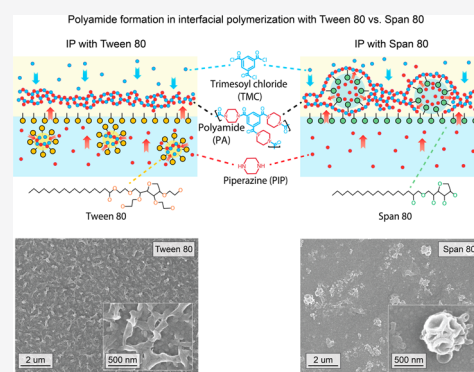 Polyamide formation in interfacial polymerization with Tween 80 vs. Span 80
IP with Tween 80
IP with Span 80
Trimesoyl chloride
(TMC)
Polyamide
(PA)
Piperazine (PIP)
Tween 80
Span 80
Tween 80
2 um
500 nm
Span 80
2 um
500 nm